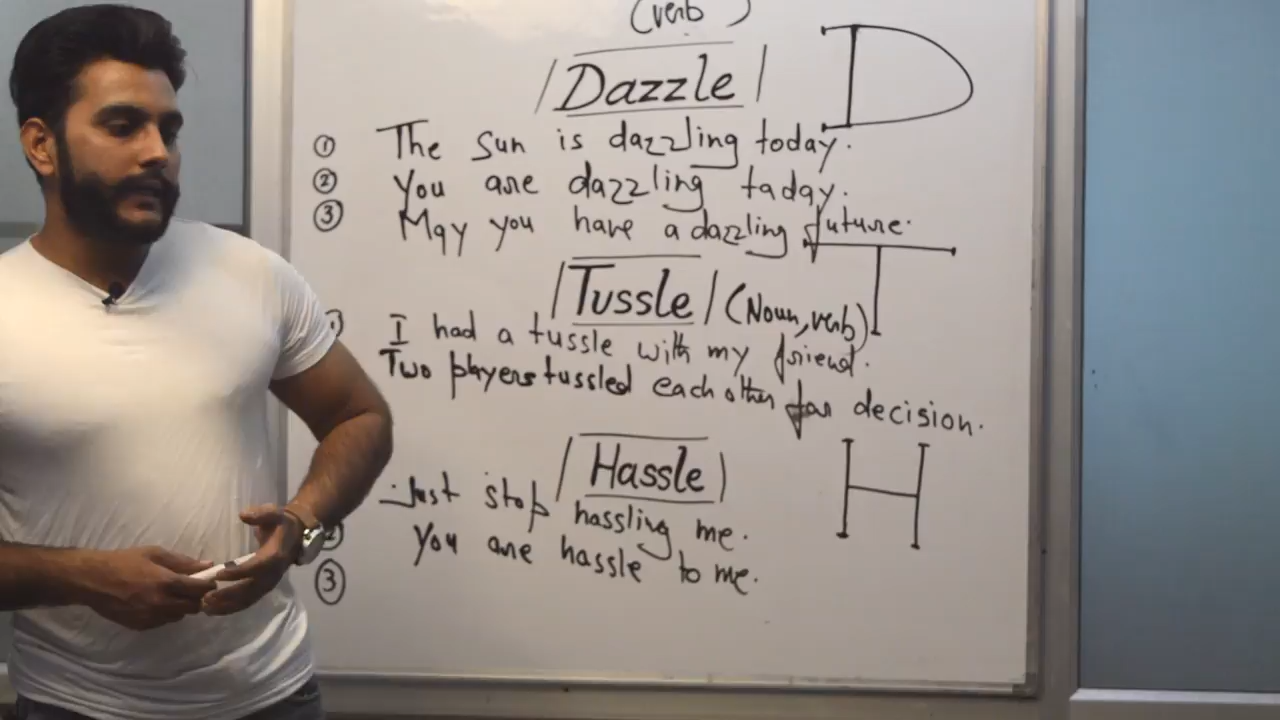 (verb)
Dazzle
D
① The Sun is dazzling today.
② You are dazzling taday.
③ May you have a dazzling future.
T
Tussle (Noun, verb)
I had a tussle with my friend.
Two players tussled each other for decision.
Hassle
H
Just stop hassling me.
② You are hassle to me.
③